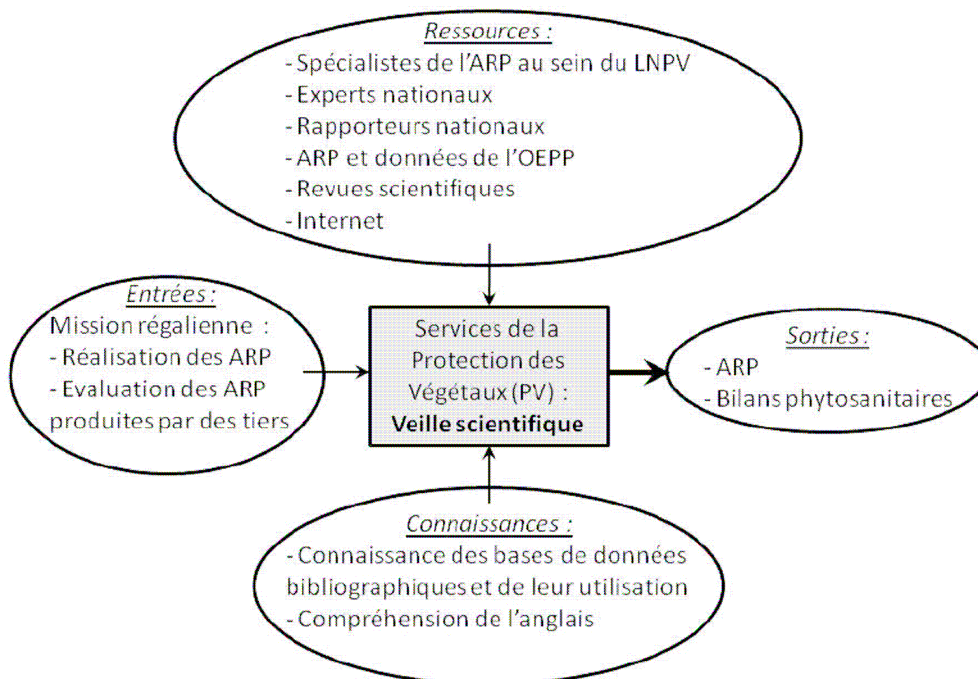 Ressources :
- Spécialistes de l'ARP au sein du LNPV
- Experts nationaux
- Rapporteurs nationaux
- ARP et données de l'OEPP
- Revues scientifiques
- Internet
Entrées :
Mission régalienne :
- Réalisation des ARP
- Evaluation des ARP
produites par des tiers
Services de la
Protection des
Végétaux (PV) :
Veille scientifique
Sorties :
- ARP
- Bilans phytosanitaires
Connaissances :
- Connaissance des bases de données
bibliographiques et de leur utilisation
- Compréhension de l'anglais